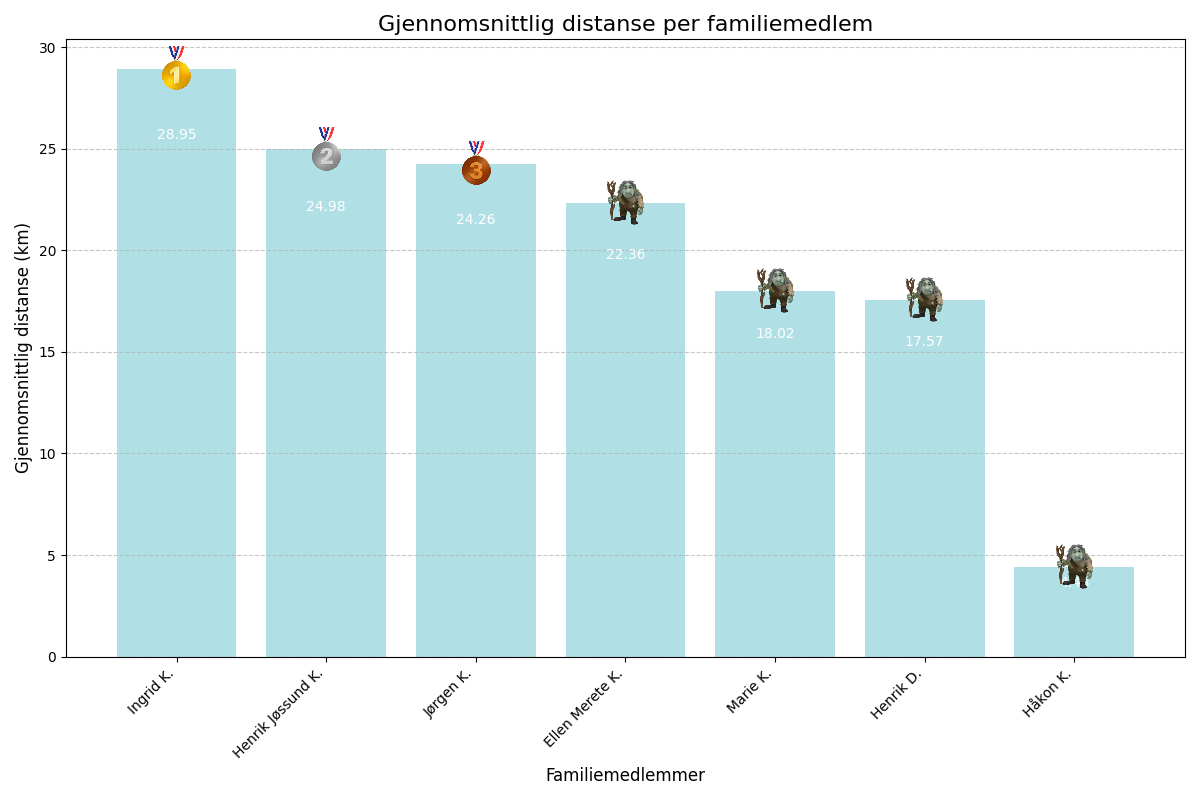 Gjennomsnittlig distanse per familiemedlem
Gjennomsnittlig distanse (km)
30
25
20
15
10
5
0
1
2
3
28.95
24.98
24.26
22.36
18.02
17.57
Ingrid K.
Henrik Jøssund K.
Jørgen K.
Ellen Merete K.
Marie K.
Henrik D.
Håkon K.
Familiemedlemmer